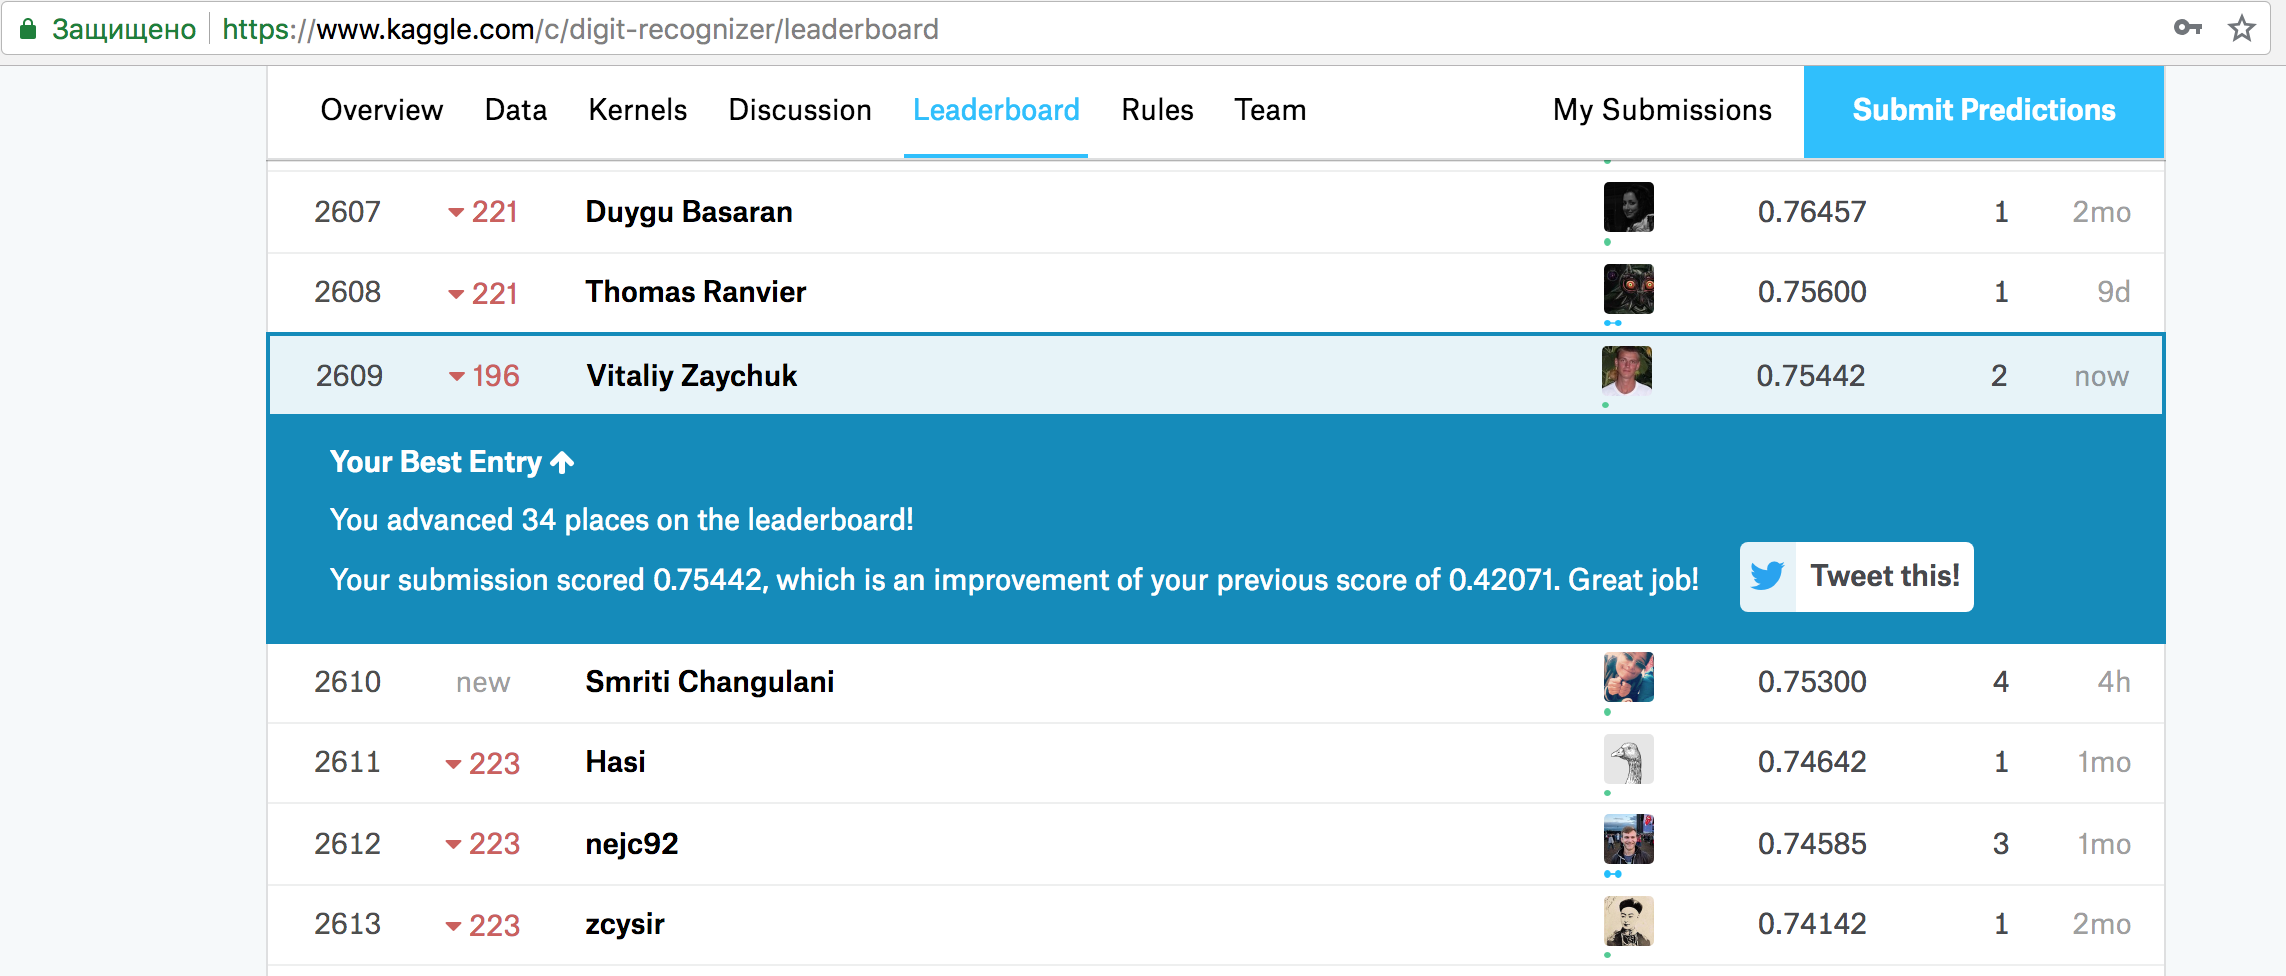 Защищено https://www.kaggle.com/c/digit-recognizer/leaderboard
Overview Data Kernels Discussion Leaderboard Rules Team My Submissions Submit Predictions
2607 221 Duygu Basaran 0.76457 1 2mo
2608 221 Thomas Ranvier 0.75600 1 9d
2609 196 Vitaliy Zaychuk 0.75442 2 now
Your Best Entry
You advanced 34 places on the leaderboard!
Your submission scored 0.75442, which is an improvement of your previous score of 0.42071. Great job! Tweet this!
2610 new Smriti Changulani 0.75300 4 4h
2611 223 Hasi 0.74642 1 1mo
2612 223 nejc92 0.74585 3 1mo
2613 223 zcysir 0.74142 1 2mo